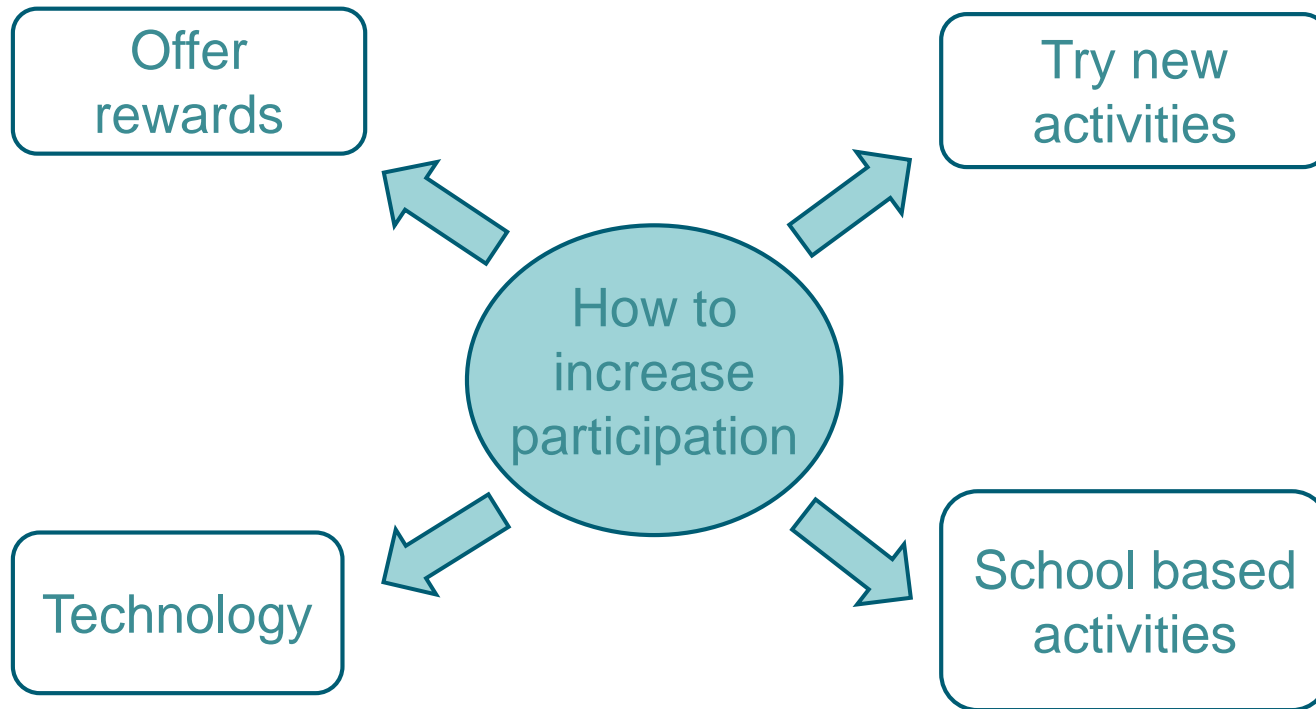 Offer
rewards
Try new
activities
How to
increase
participation
Technology
School based
activities